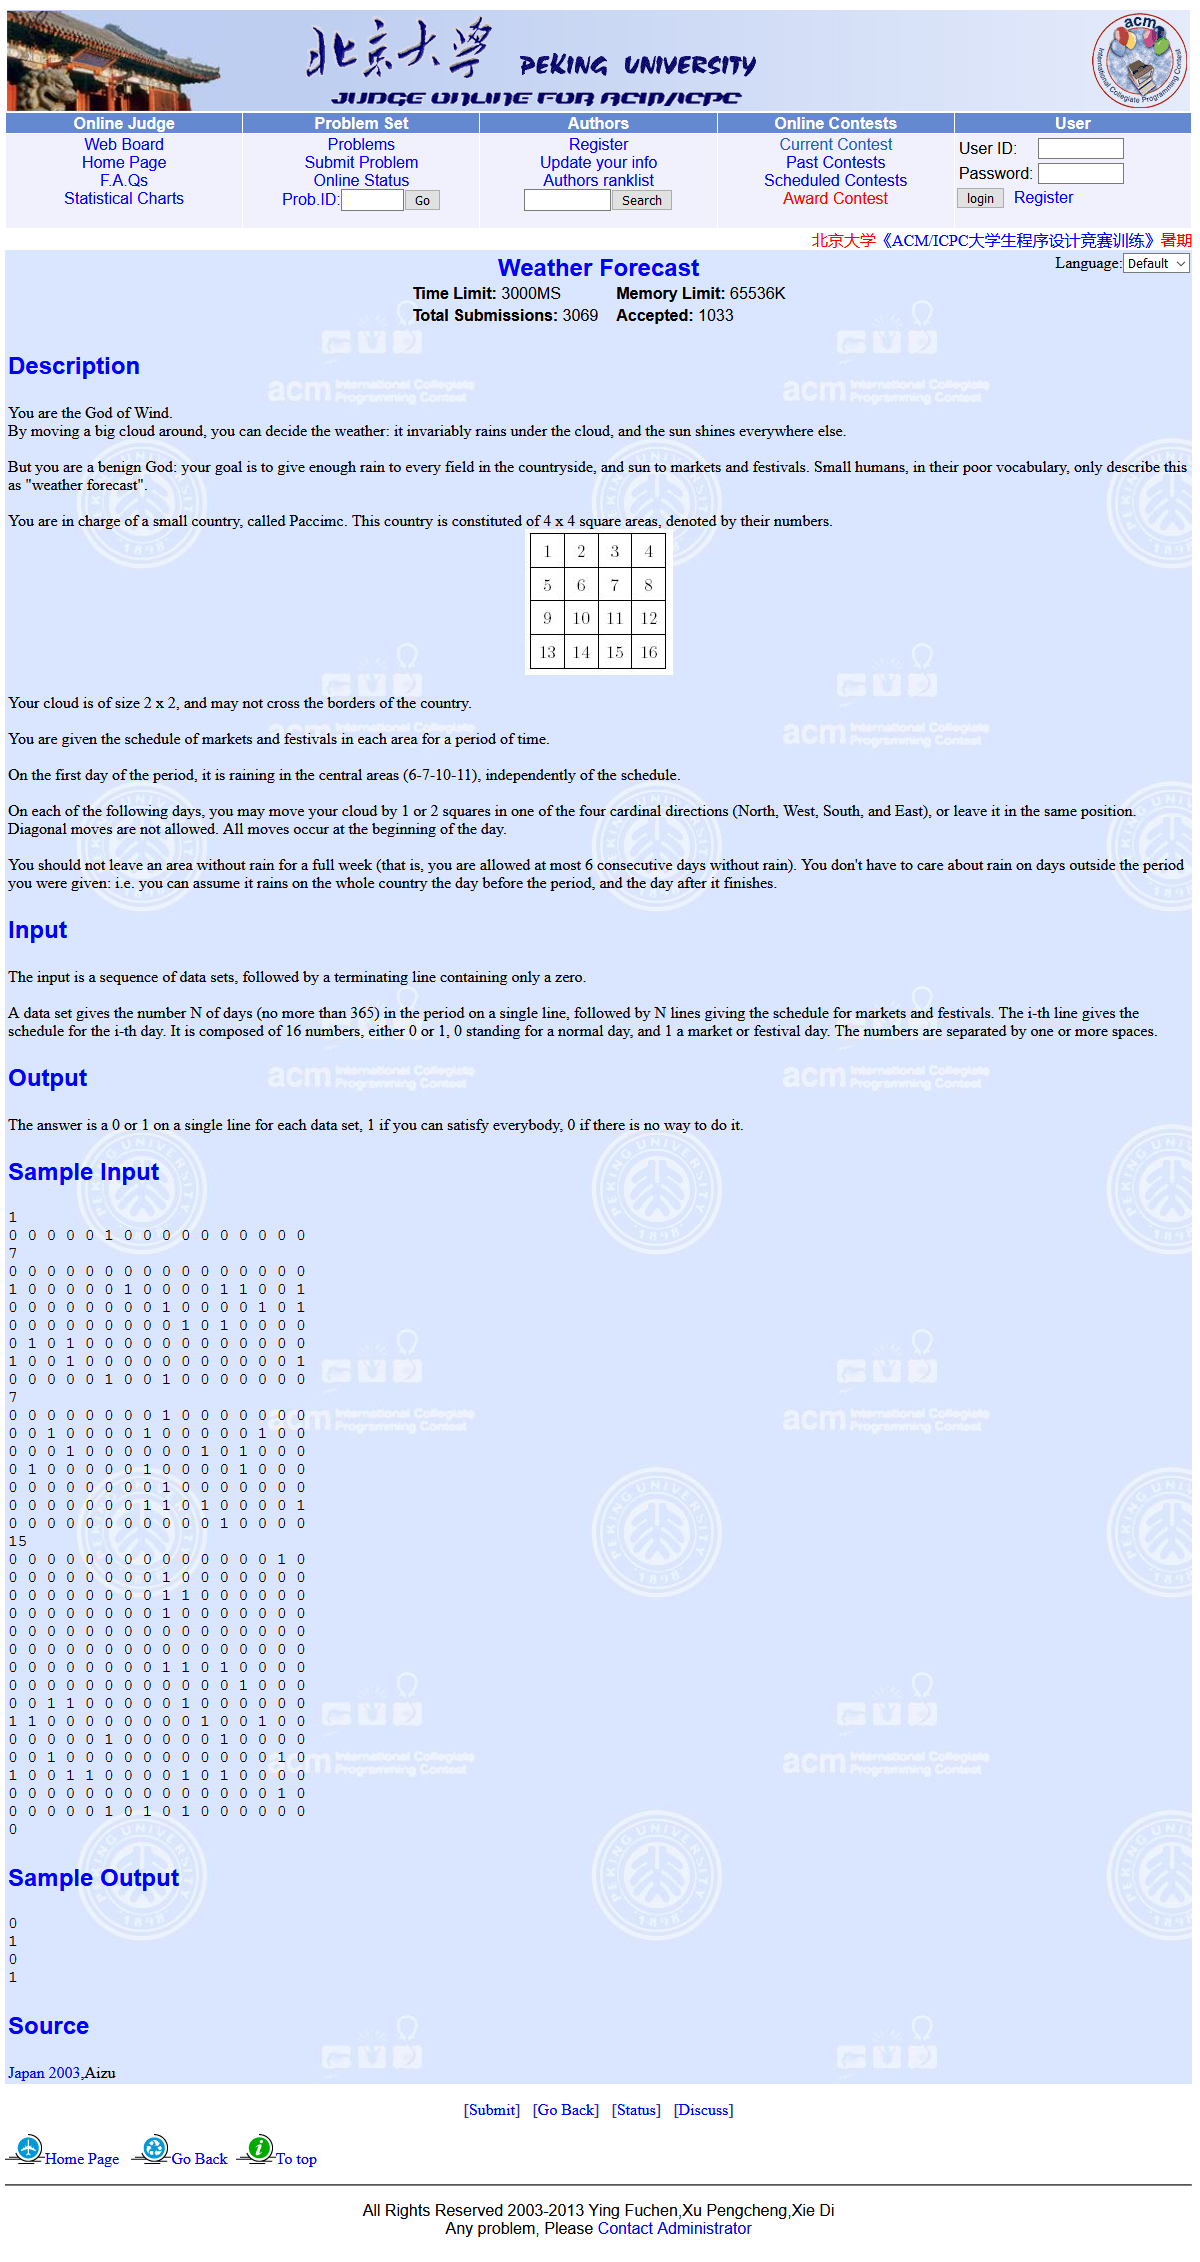 北京大学 PEKING UNIVERSITY
JUDGE ONLINE FOR ACM/ICPC
acm
International Collegiate Programming Contest
Online Judge Problem Set Authors Online Contests User
Web Board Problems Register Current Contest User ID:
Home Page Submit Problem Update your info Past Contests
F.A.Qs Online Status Authors ranklist Scheduled Contests Password:
Statistical Charts Prob.ID: Go Search Award Contest login Register
北京大学《ACM/ICPC大学生程序设计竞赛训练》暑期
Language: Default
Weather Forecast
Time Limit: 3000MS Memory Limit: 65536K
Total Submissions: 3069 Accepted: 1033
Description
You are the God of Wind.
By moving a big cloud around, you can decide the weather: it invariably rains under the cloud, and the sun shines everywhere else.
But you are a benign God: your goal is to give enough rain to every field in the countryside, and sun to markets and festivals. Small humans, in their poor vocabulary, only describe this
as "weather forecast".
You are in charge of a small country, called Paccimc. This country is constituted of 4 x 4 square areas, denoted by their numbers.
1 2 3 4
5 6 7 8
9 10 11 12
13 14 15 16
Your cloud is of size 2 x 2, and may not cross the borders of the country.
You are given the schedule of markets and festivals in each area for a period of time.
On the first day of the period, it is raining in the central areas (6-7-10-11), independently of the schedule.
On each of the following days, you may move your cloud by 1 or 2 squares in one of the four cardinal directions (North, West, South, and East), or leave it in the same position.
Diagonal moves are not allowed. All moves occur at the beginning of the day.
You should not leave an area without rain for a full week (that is, you are allowed at most 6 consecutive days without rain). You don't have to care about rain on days outside the period
you were given: i.e. you can assume it rains on the whole country the day before the period, and the day after it finishes.
Input
The input is a sequence of data sets, followed by a terminating line containing only a zero.
A data set gives the number N of days (no more than 365) in the period on a single line, followed by N lines giving the schedule for markets and festivals. The i-th line gives the
schedule for the i-th day. It is composed of 16 numbers, either 0 or 1, 0 standing for a normal day, and 1 a market or festival day. The numbers are separated by one or more spaces.
Output
The answer is a 0 or 1 on a single line for each data set, 1 if you can satisfy everybody, 0 if there is no way to do it.
Sample Input
1
0 0 0 0 0 1 0 0 0 0 0 0 0 0 0 0
7
0 0 0 0 0 0 0 0 0 0 0 0 0 0 0 0
1 0 0 0 0 0 1 0 0 0 0 1 1 0 0 1
0 0 0 0 0 0 0 0 1 0 0 0 0 1 0 1
0 0 0 0 0 0 0 0 0 1 0 1 0 0 0 0
0 1 0 1 0 0 0 0 0 0 0 0 0 0 0 0
1 0 0 1 0 0 0 0 0 0 0 0 0 0 0 1
0 0 0 0 0 1 0 0 1 0 0 0 0 0 0 0
7
0 0 0 0 0 0 0 0 1 0 0 0 0 0 0 0
0 0 1 0 0 0 0 1 0 0 0 0 0 1 0 0
0 0 0 1 0 0 0 0 0 0 1 0 1 0 0 0
0 1 0 0 0 0 0 1 0 0 0 0 1 0 0 0
0 0 0 0 0 0 0 0 1 0 0 0 0 0 0 0
0 0 0 0 0 0 0 1 1 0 1 0 0 0 0 1
0 0 0 0 0 0 0 0 0 0 0 1 0 0 0 0
15
0 0 0 0 0 0 0 0 0 0 0 0 0 0 1 0
0 0 0 0 0 0 0 0 1 0 0 0 0 0 0 0
0 0 0 0 0 0 0 0 1 1 0 0 0 0 0 0
0 0 0 0 0 0 0 0 1 0 0 0 0 0 0 0
0 0 0 0 0 0 0 0 0 0 0 0 0 0 0 0
0 0 0 0 0 0 0 0 0 0 0 0 0 0 0 0
0 0 0 0 0 0 0 0 1 1 0 1 0 0 0 0
0 0 0 0 0 0 0 0 0 0 0 0 1 0 0 0
0 0 1 1 0 0 0 0 0 1 0 0 0 0 0 0
1 1 0 0 0 0 0 0 0 0 1 0 0 1 0 0
0 0 0 0 0 1 0 0 0 0 0 1 0 0 0 0
0 0 1 0 0 0 0 0 0 0 0 0 0 0 1 0
1 0 0 1 1 0 0 0 0 1 0 1 0 0 0 0
0 0 0 0 0 0 0 0 0 0 0 0 0 0 1 0
0 0 0 0 0 1 0 1 0 1 0 0 0 0 0 0
0
Sample Output
0
1
0
1
Source
Japan 2003,Aizu
[Submit] [Go Back] [Status] [Discuss]
Home Page Go Back To top
All Rights Reserved 2003-2013 Ying Fuchen,Xu Pengcheng,Xie Di
Any problem, Please Contact Administrator